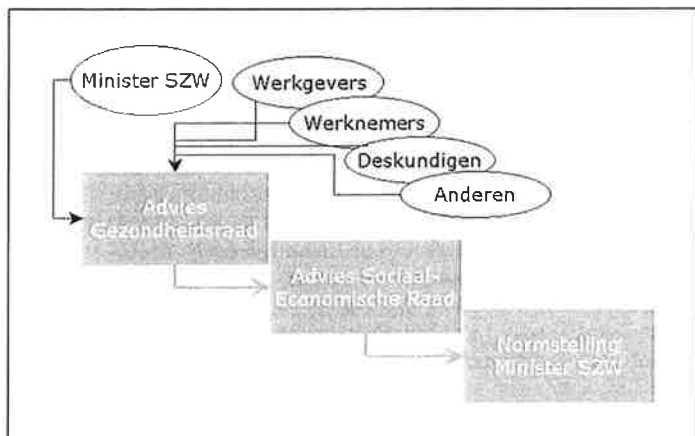 Minister SZW
Werkgevers
Werknemers
Deskundigen
Anderen
Advies
Gezondheidsraad
Advies Sociaal-
Economische Raad
Normstelling
Minister SZW